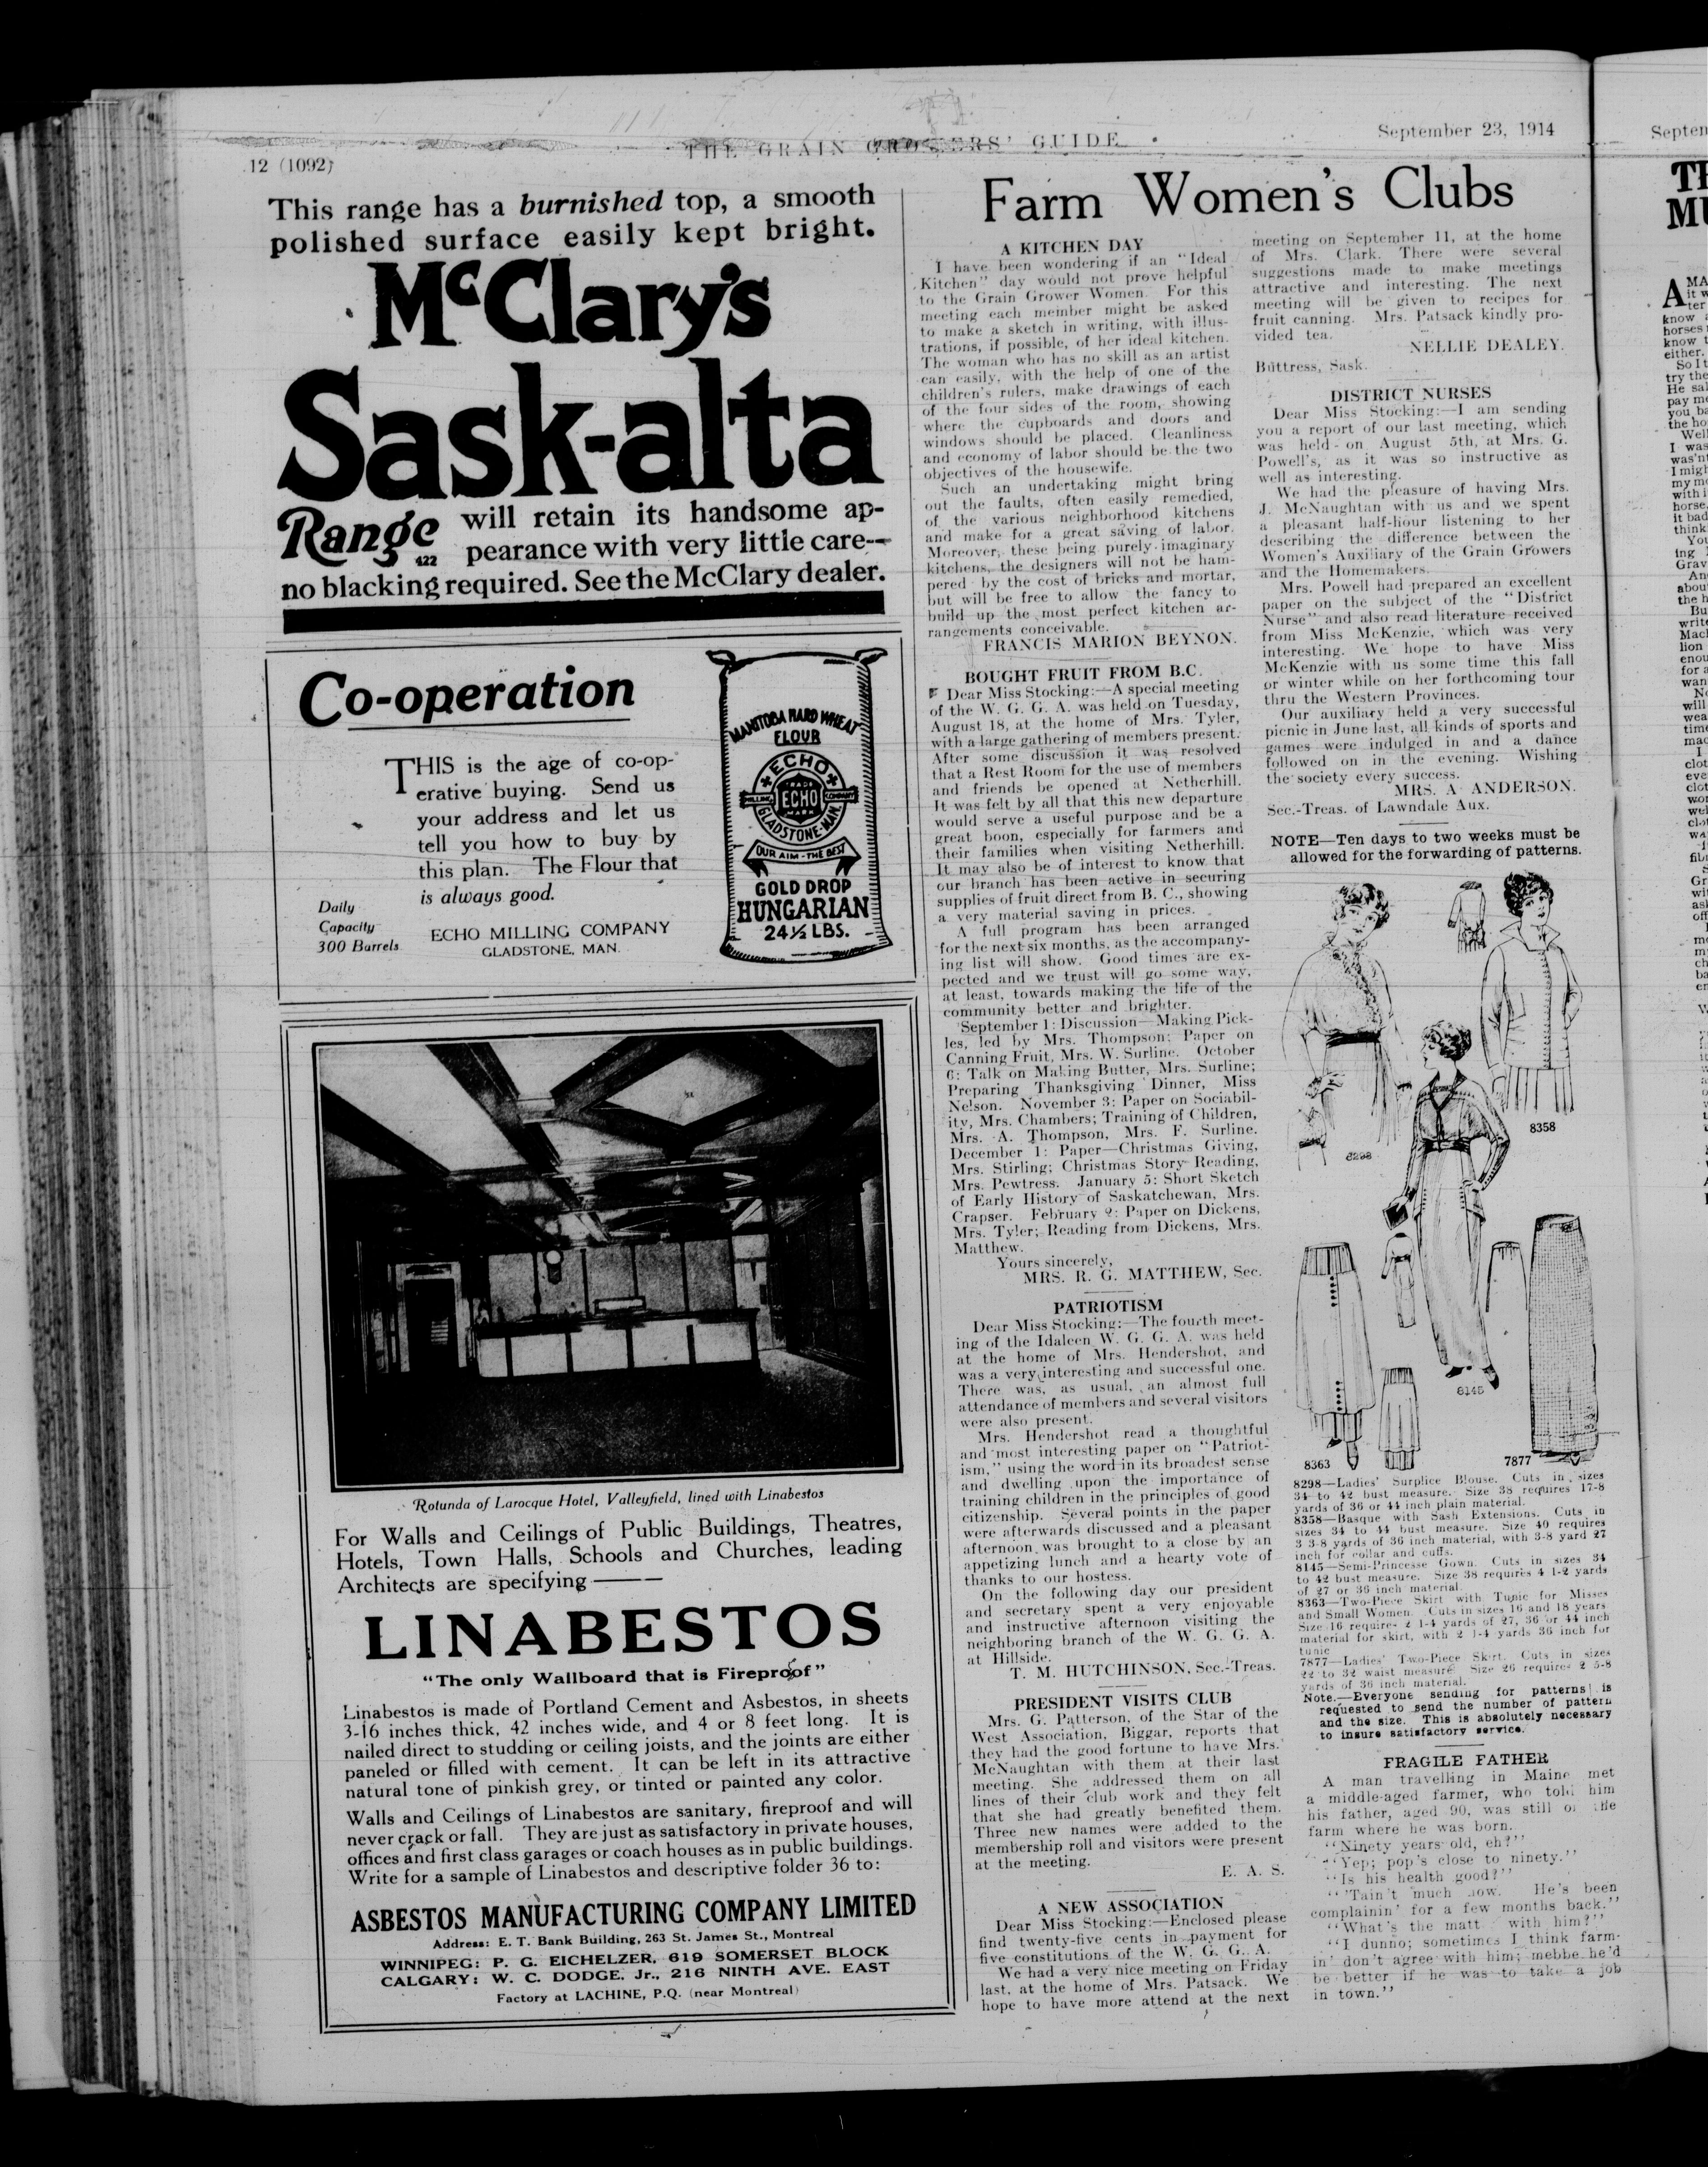 12 (1092)
THE GRAIN GROWERS' GUIDE
September 23, 1914
This range has a burnished top, a smooth
polished surface easily kept bright.
McClary's
Sask-alta
Range
422
will retain its handsome ap-
pearance with very little care--
no blacking required. See the McClary dealer.
Co-operation
THIS is the age of co-op-
erative buying. Send us
your address and let us
tell you how to buy by
this plan. The Flour that
is always good.
Daily
Capacity
300 Barrels
ECHO MILLING COMPANY
GLADSTONE, MAN.
MANITOBA HARD WHEAT
FLOUR
ECHO
MILLING
ECHO
COMPANY
GLADSTONE-MAN.
OUR AIM-THE BEST
GOLD DROP
HUNGARIAN
24½ LBS.
Rotunda of Larocque Hotel, Valleyfield, lined with Linabestos
For Walls and Ceilings of Public Buildings, Theatres,
Hotels, Town Halls, Schools and Churches, leading
Architects are specifying ———
LINABESTOS
"The only Wallboard that is Fireproof"
Linabestos is made of Portland Cement and Asbestos, in sheets
3-16 inches thick, 42 inches wide, and 4 or 8 feet long. It is
nailed direct to studding or ceiling joists, and the joints are either
paneled or filled with cement. It can be left in its attractive
natural tone of pinkish grey, or tinted or painted any color.
Walls and Ceilings of Linabestos are sanitary, fireproof and will
never crack or fall. They are just as satisfactory in private houses,
offices and first class garages or coach houses as in public buildings.
Write for a sample of Linabestos and descriptive folder 36 to:
ASBESTOS MANUFACTURING COMPANY LIMITED
Address: E. T. Bank Building, 263 St. James St., Montreal
WINNIPEG: P. G. EICHELZER, 619 SOMERSET BLOCK
CALGARY: W. C. DODGE, Jr., 216 NINTH AVE. EAST
Factory at LACHINE, P.Q. (near Montreal)
Farm Women's Clubs
A KITCHEN DAY
I have been wondering if an "Ideal
Kitchen" day would not prove helpful
to the Grain Grower Women. For this
meeting each member might be asked
to make a sketch in writing, with illus-
trations, if possible, of her ideal kitchen.
The woman who has no skill as an artist
can easily, with the help of one of the
children's rulers, make drawings of each
of the four sides of the room, showing
where the cupboards and doors and
windows should be placed. Cleanliness
and economy of labor should be the two
objectives of the housewife.
Such an undertaking might bring
out the faults, often easily remedied,
of the various neighborhood kitchens
and make for a great saving of labor.
Moreover, these being purely imaginary
kitchens, the designers will not be ham-
pered by the cost of bricks and mortar,
but will be free to allow the fancy to
build up the most perfect kitchen ar-
rangements conceivable.
FRANCIS MARION BEYNON.
BOUGHT FRUIT FROM B.C.
Dear Miss Stocking:—A special meeting
of the W. G. G. A. was held on Tuesday,
August 18, at the home of Mrs. Tyler,
with a large gathering of members present.
After some discussion it was resolved
that a Rest Room for the use of members
and friends be opened at Netherhill.
It was felt by all that this new departure
would serve a useful purpose and be a
great boon, especially for farmers and
their families when visiting Netherhill.
It may also be of interest to know that
our branch has been active in securing
supplies of fruit direct from B. C., showing
a very material saving in prices.
A full program has been arranged
for the next six months, as the accompany-
ing list will show. Good times are ex-
pected and we trust will go some way,
at least, towards making the life of the
community better and brighter.
September 1: Discussion—Making Pick-
les, led by Mrs. Thompson; Paper on
Canning Fruit, Mrs. W. Surline. October
6: Talk on Making Butter, Mrs. Surline;
Preparing Thanksgiving Dinner, Miss
Nelson. November 3: Paper on Sociabil-
ity, Mrs. Chambers; Training of Children,
Mrs. A. Thompson, Mrs. F. Surline.
December 1: Paper—Christmas Giving,
Mrs. Stirling; Christmas Story Reading,
Mrs. Pewtress. January 5: Short Sketch
of Early History of Saskatchewan, Mrs.
Crapser. February 2: Paper on Dickens,
Mrs. Tyler; Reading from Dickens, Mrs.
Matthew.
Yours sincerely,
MRS. R. G. MATTHEW, Sec.
PATRIOTISM
Dear Miss Stocking:—The fourth meet-
ing of the Idaleen W. G. G. A. was held
at the home of Mrs. Hendershot, and
was a very interesting and successful one.
There was, as usual, an almost full
attendance of members and several visitors
were also present.
Mrs. Hendershot read a thoughtful
and most interesting paper on "Patriot-
ism," using the word in its broadest sense
and dwelling upon the importance of
training children in the principles of good
citizenship. Several points in the paper
were afterwards discussed and a pleasant
afternoon was brought to a close by an
appetizing lunch and a hearty vote of
thanks to our hostess.
On the following day our president
and secretary spent a very enjoyable
and instructive afternoon visiting the
neighboring branch of the W. G. G. A.
at Hillside.
T. M. HUTCHINSON, Sec.-Treas.
PRESIDENT VISITS CLUB
Mrs. G. Patterson, of the Star of the
West Association, Biggar, reports that
they had the good fortune to have Mrs.
McNaughtan with them at their last
meeting. She addressed them on all
lines of their club work and they felt
that she had greatly benefited them.
Three new names were added to the
membership roll and visitors were present
at the meeting.
E. A. S.
A NEW ASSOCIATION
Dear Miss Stocking:—Enclosed please
find twenty-five cents in payment for
five constitutions of the W. G. G. A.
We had a very nice meeting on Friday
last, at the home of Mrs. Patsack. We
hope to have more attend at the next
meeting on September 11, at the home
of Mrs. Clark. There were several
suggestions made to make meetings
attractive and interesting. The next
meeting will be given to recipes for
fruit canning. Mrs. Patsack kindly pro-
vided tea.
NELLIE DEALEY.
Buttress, Sask.
DISTRICT NURSES
Dear Miss Stocking:—I am sending
you a report of our last meeting, which
was held on August 5th, at Mrs. G.
Powell's, as it was so instructive as
well as interesting.
We had the pleasure of having Mrs.
J. McNaughtan with us and we spent
a pleasant half-hour listening to her
describing the difference between the
Women's Auxiliary of the Grain Growers
and the Homemakers.
Mrs. Powell had prepared an excellent
paper on the subject of the "District
Nurse" and also read literature received
from Miss McKenzie, which was very
interesting. We hope to have Miss
McKenzie with us some time this fall
or winter while on her forthcoming tour
thru the Western Provinces.
Our auxiliary held a very successful
picnic in June last, all kinds of sports and
games were indulged in and a dance
followed on in the evening. Wishing
the society every success.
MRS. A. ANDERSON.
Sec.-Treas. of Lawndale Aux.
NOTE—Ten days to two weeks must be
allowed for the forwarding of patterns.
8298
8358
8145
8363
7877
8298—Ladies' Surplice Blouse. Cuts in sizes
34 to 42 bust measure. Size 38 requires 17-8
yards of 36 or 44 inch plain material.
8358—Basque with Sash Extensions. Cuts in
sizes 34 to 44 bust measure. Size 40 requires
3 3-8 yards of 36 inch material, with 3-8 yard 27
inch for collar and cuffs.
8145—Semi-Princesse Gown. Cuts in sizes 34
to 42 bust measure. Size 38 requires 4 1-2 yards
of 27 or 36 inch material.
8363—Two-Piece Skirt with Tunic for Misses
and Small Women. Cuts in sizes 16 and 18 years.
Size 16 requires 2 1-4 yards of 27, 36 or 44 inch
material for skirt, with 2 1-4 yards 36 inch for
tunic
7877—Ladies' Two-Piece Skirt. Cuts in sizes
22 to 32 waist measure. Size 26 requires 2 5-8
yards of 36 inch material.
Note.—Everyone sending for patterns is
requested to send the number of pattern
and the size. This is absolutely necessary
to insure satisfactory service.
FRAGILE FATHER
A man travelling in Maine met
a middle-aged farmer, who told him
his father, aged 90, was still on the
farm where he was born.
"Ninety years old, eh?"
"Yep; pop's close to ninety."
"Is his health good?"
"'Tain't much now. He's been
complainin' for a few months back."
"What's the matt with him?"
"I dunno; sometimes I think farm-
in' don't agree with him; mebbe he'd
be better if he was to take a job
in town."